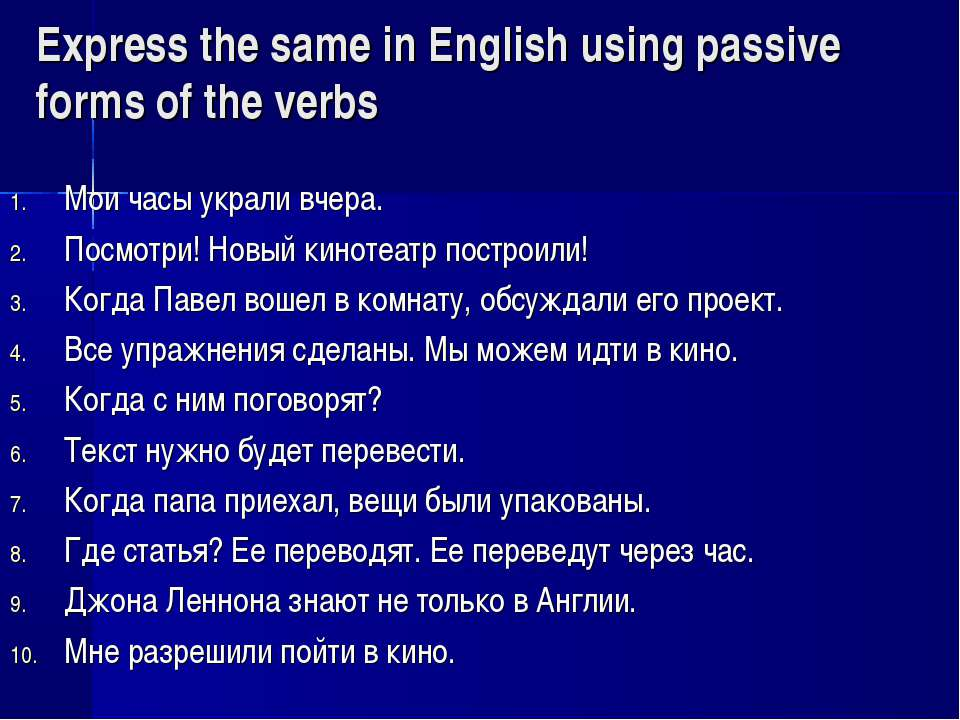 Express the same in English using passive
forms of the verbs
1. Мои часы украли вчера.
2. Посмотри! Новый кинотеатр построили!
3. Когда Павел вошел в комнату, обсуждали его проект.
4. Все упражнения сделаны. Мы можем идти в кино.
5. Когда с ним поговорят?
6. Текст нужно будет перевести.
7. Когда папа приехал, вещи были упакованы.
8. Где статья? Ее переводят. Ее переведут через час.
9. Джона Леннона знают не только в Англии.
10. Мне разрешили пойти в кино.